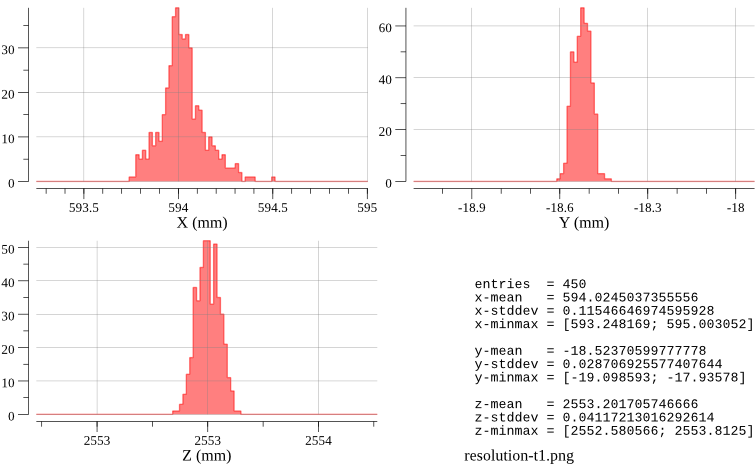 30
20
10
0
593.5 594 594.5 595
X (mm)
60
40
20
0
-18.9 -18.6 -18.3 -18
Y (mm)
50
40
30
20
10
0
2553 2553 2554
Z (mm)
entries = 450
x-mean = 594.0245037355556
x-stddev = 0.11546646974595928
x-minmax = [593.248169; 595.003052]
y-mean = -18.52370599777778
y-stddev = 0.028706925577407644
y-minmax = [-19.098593; -17.93578]
z-mean = 2553.201705746666
z-stddev = 0.04117213016292614
z-minmax = [2552.580566; 2553.8125]
resolution-t1.png